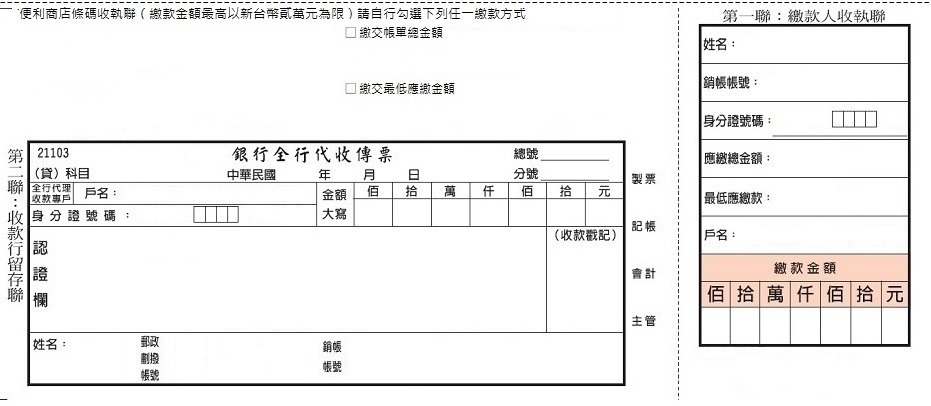 便利商店條碼收執聯（繳款金額最高以新台幣貳萬元為限）請自行勾選下列任一繳款方式
□ 繳交帳單總金額
□ 繳交最低應繳金額
第二聯：收款行留存聯
21103
銀行全行代收傳票
總號
（貸）科目
中華民國 年 月 日
分號
全行代理
收款專戶
戶名：
金額
大寫
佰 拾 萬 仟 佰 拾 元
身分證號碼：
認證欄
（收款戳記）
姓名：
郵政
劃撥
帳號
銷帳
帳號
製票
記帳
會計
主管
第一聯：繳款人收執聯
姓名：
銷帳帳號：
身分證號碼：
應繳總金額：
最低應繳款：
戶名：
繳款金額
佰 拾 萬 仟 佰 拾 元